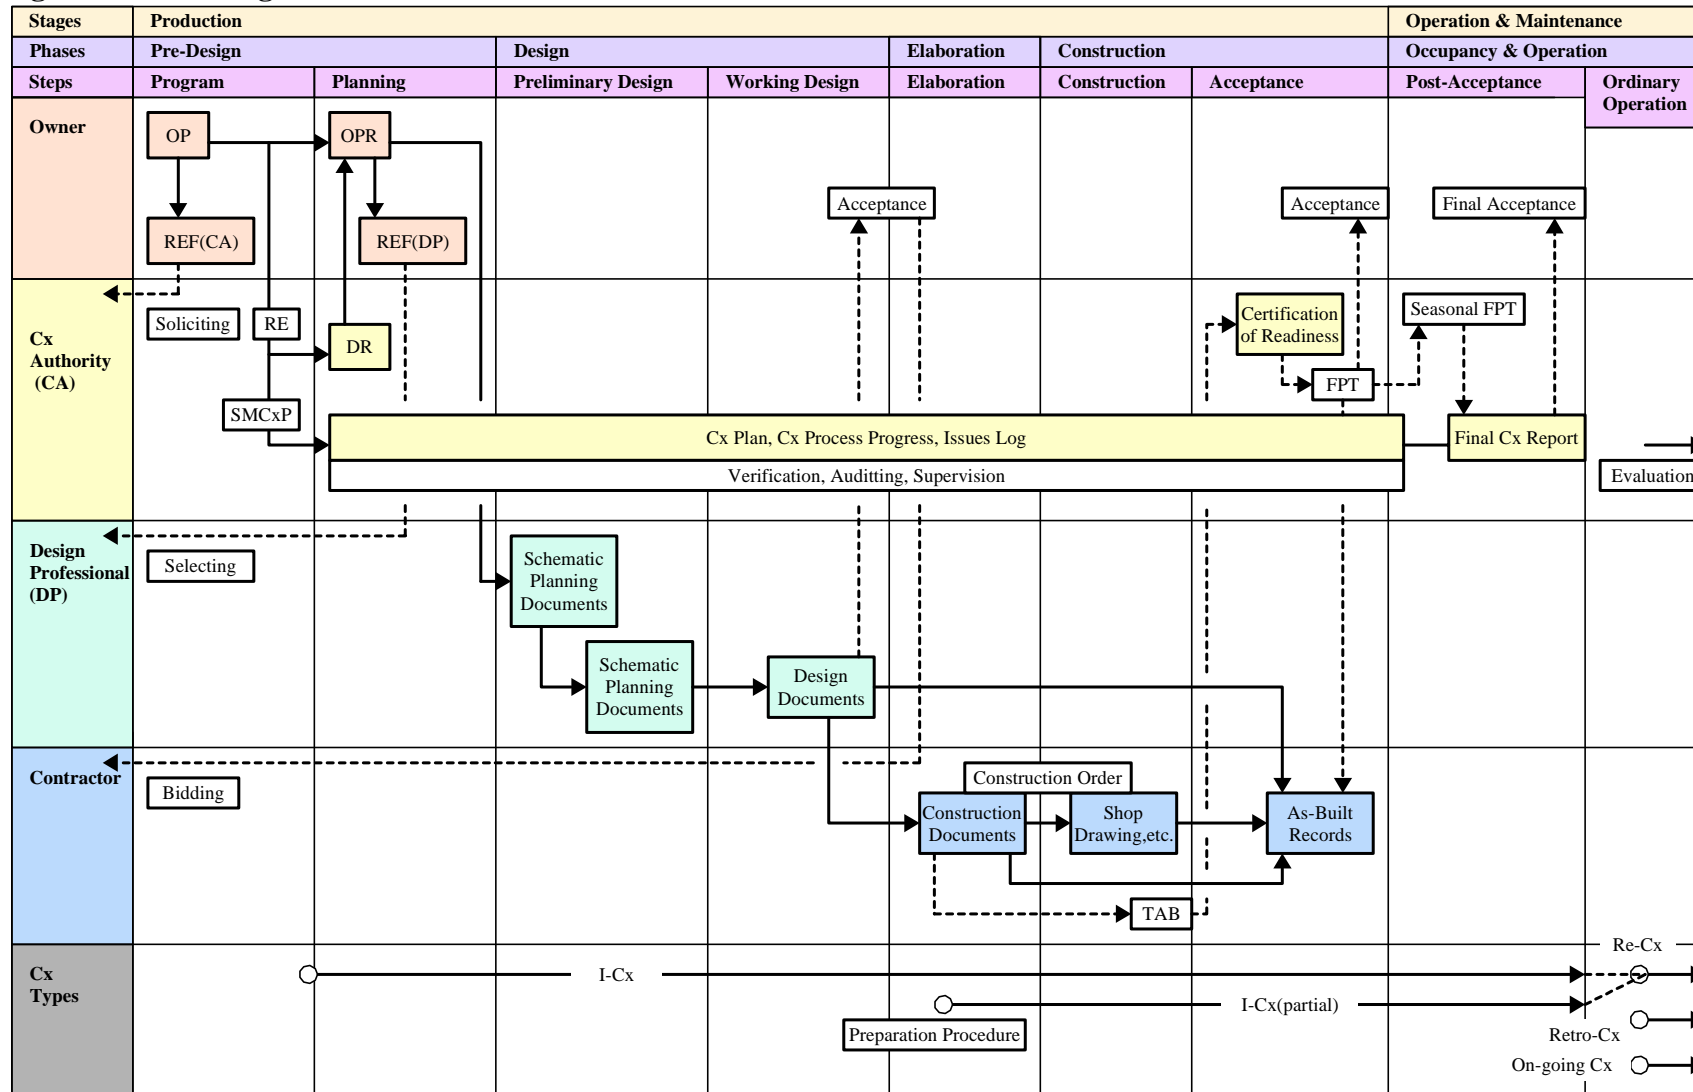 Stages Production Operation & Maintenance
Phases Pre-Design Design Elaboration Construction Occupancy & Operation
Steps Program Planning Preliminary Design Working Design Elaboration Construction Acceptance Post-Acceptance Ordinary
Operation
Owner
OP
OPR
Acceptance
Acceptance
Final Acceptance
REF(CA)
REF(DP)
Cx
Authority
(CA)
Soliciting
RE
DR
SMCxP
Certification
of Readiness
Seasonal FPT
FPT
Cx Plan, Cx Process Progress, Issues Log
Final Cx Report
Verification, Auditting, Supervision
Evaluation
Design
Professional
(DP)
Selecting
Schematic
Planning
Documents
Schematic
Planning
Documents
Design
Documents
Contractor
Bidding
Construction Order
Construction
Documents
Shop
Drawing,etc.
As-Built
Records
TAB
Cx
Types
Re-Cx
I-Cx
I-Cx(partial)
Preparation Procedure
Retro-Cx
On-going Cx